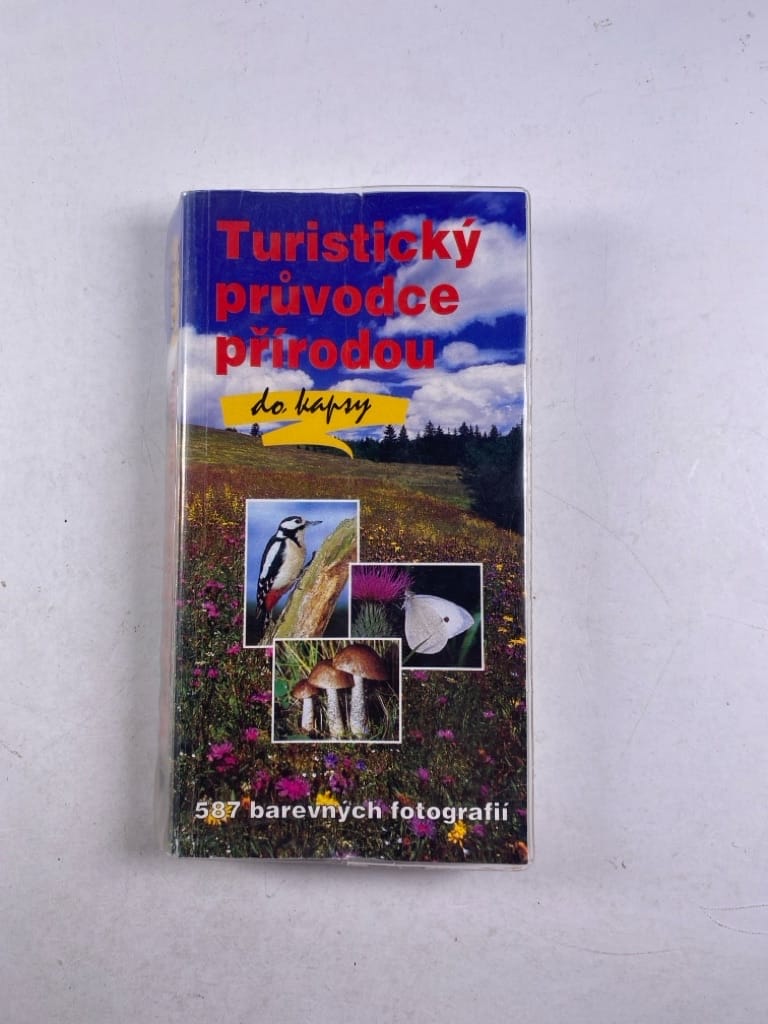 Turistický
průvodce
přírodou
do kapsy
587 barevných fotografií